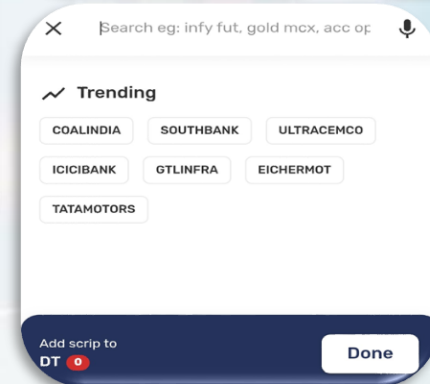 Search eg: infy fut, gold mcx, acc op
Trending
COALINDIA SOUTHBANK ULTRACEMCO
ICICIBANK GTLINFRA EICHERMOT
TATAMOTORS
Add scrip to
DT 0
Done